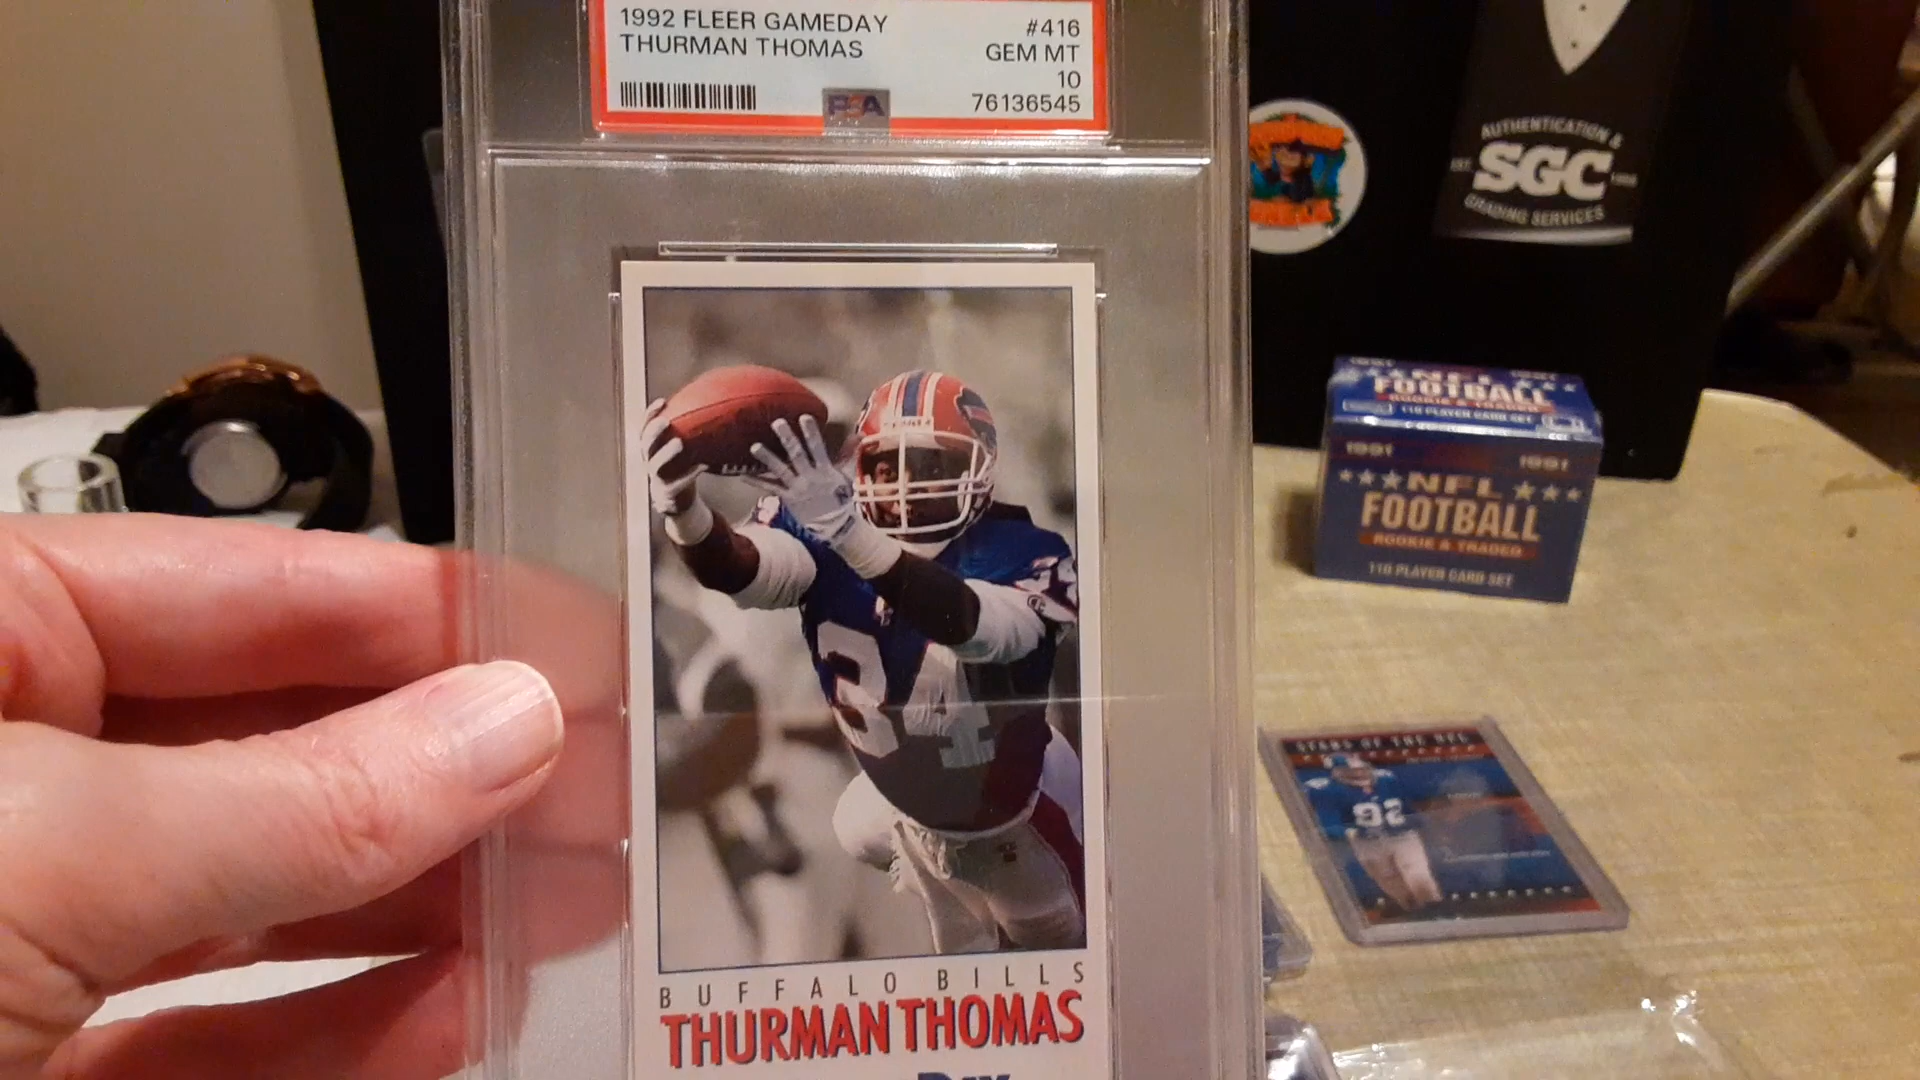 1992 FLEER GAMEDAY #416
THURMAN THOMAS GEM MT
10
76136545
PSA
BUFFALO BILLS
THURMAN THOMAS
34
AUTHENTICATION &
SGC
GRADING SERVICES
NFL
FOOTBALL
ROOKIE & TRADED
110 PLAYER CARD SET
1991 1991
NFL
FOOTBALL
ROOKIE & TRADED
110 PLAYER CARD SET
STARS OF THE NFL
92